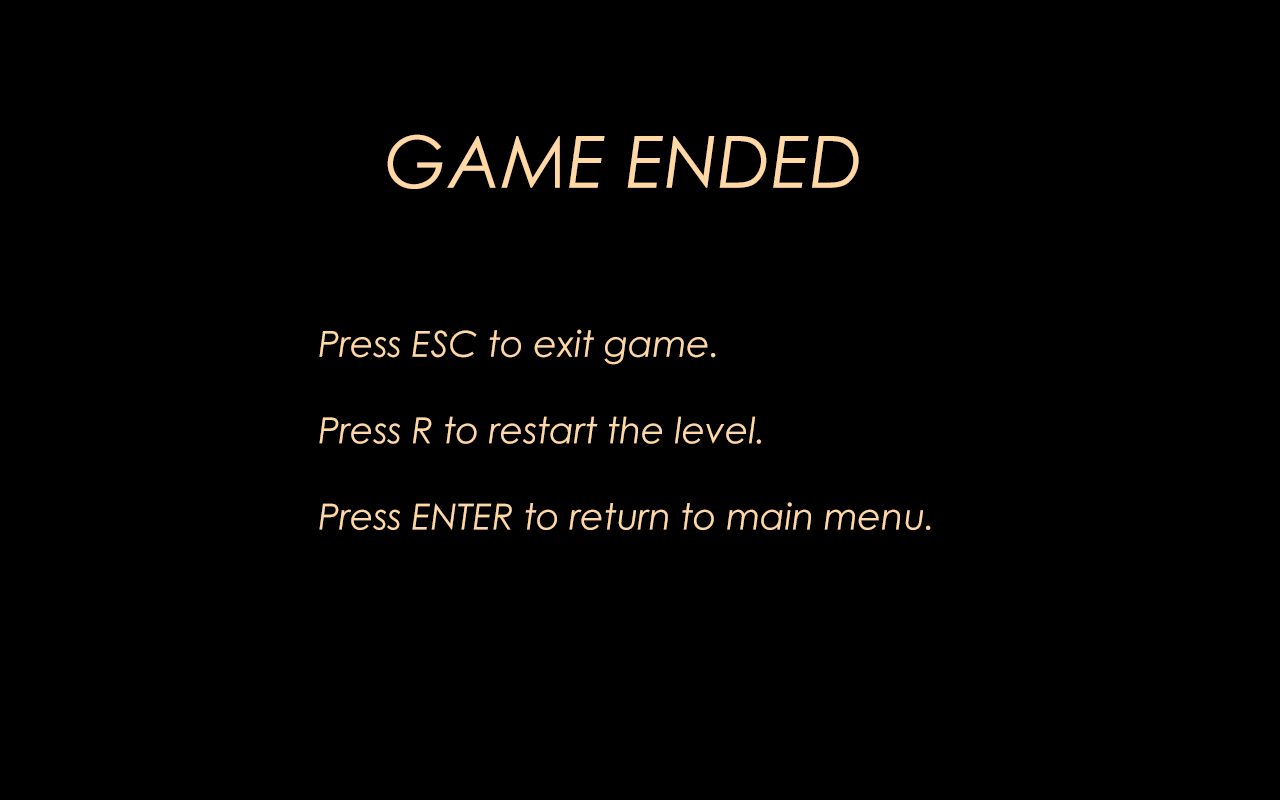 GAME ENDED
Press ESC to exit game.
Press R to restart the level.
Press ENTER to return to main menu.